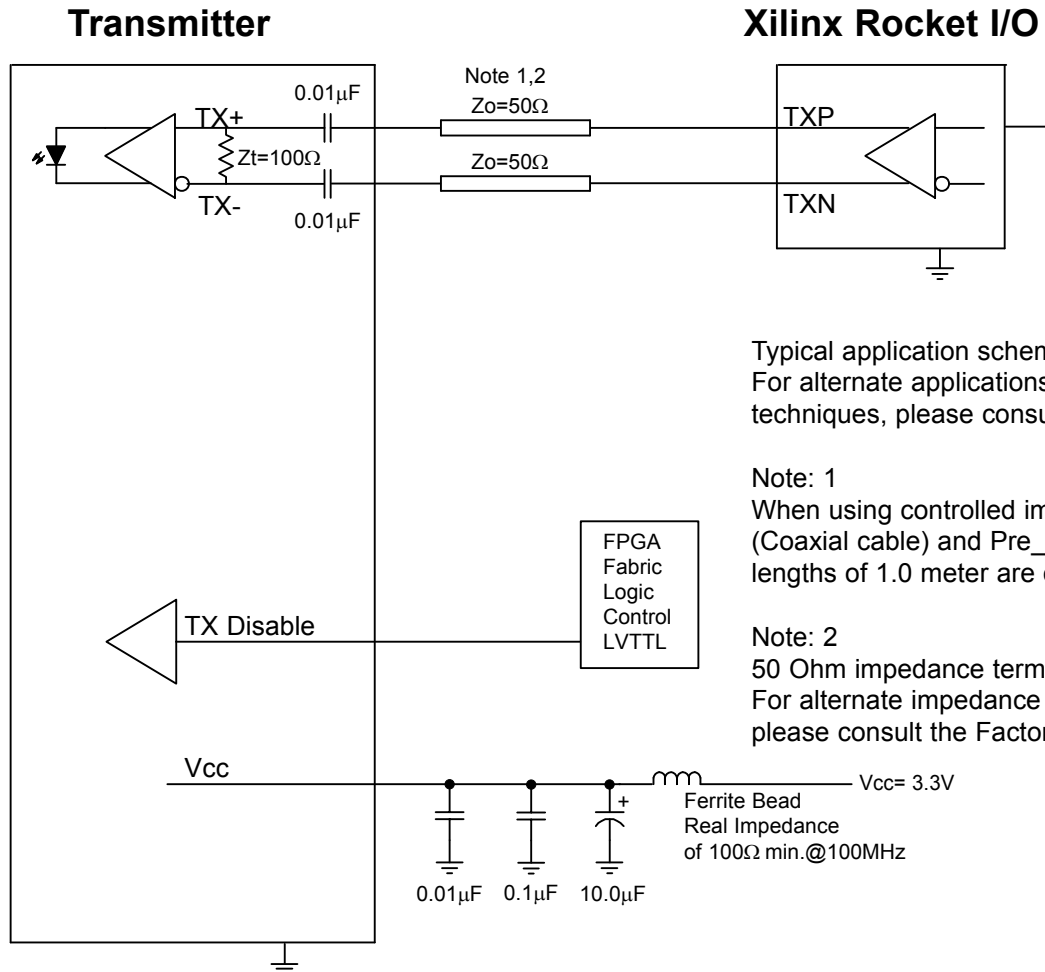 Transmitter
Xilinx Rocket I/O
Note 1,2
0.01µF
Zo=50Ω
TX+
TXP
Zt=100Ω
Zo=50Ω
TX-
TXN
0.01µF
Typical application schem
For alternate applications
techniques, please consu
Note: 1
When using controlled im
(Coaxial cable) and Pre_
lengths of 1.0 meter are
FPGA
Fabric
Logic
Control
LVTTL
TX Disable
Note: 2
50 Ohm impedance term
For alternate impedance
please consult the Factor
Vcc
Vcc= 3.3V
+
Ferrite Bead
Real Impedance
of 100Ω min.@100MHz
0.01µF 0.1µF 10.0µF